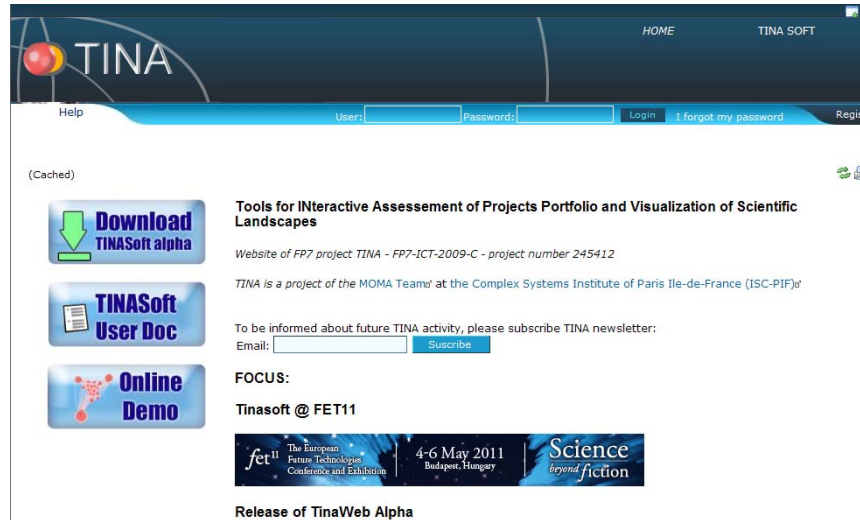 HOME TINA SOFT
TINA
Help User: Password: Login I forgot my password
(Cached)
Download
TINASoft alpha
TINASoft
User Doc
Online
Demo
Tools for INteractive Assessement of Projects Portfolio and Visualization of Scientific
Landscapes
Website of FP7 project TINA - FP7-ICT-2009-C - project number 245412
TINA is a project of the MOMA Team at the Complex Systems Institute of Paris Ile-de-France (ISC-PIF)
To be informed about future TINA activity, please subscribe TINA newsletter:
Email: Suscribe
FOCUS:
Tinasoft @ FET11
fet11 The European
Future Technologies
Conference and Exhibition
4-6 May 2011
Budapest, Hungary
Science
beyond fiction
Release of TinaWeb Alpha